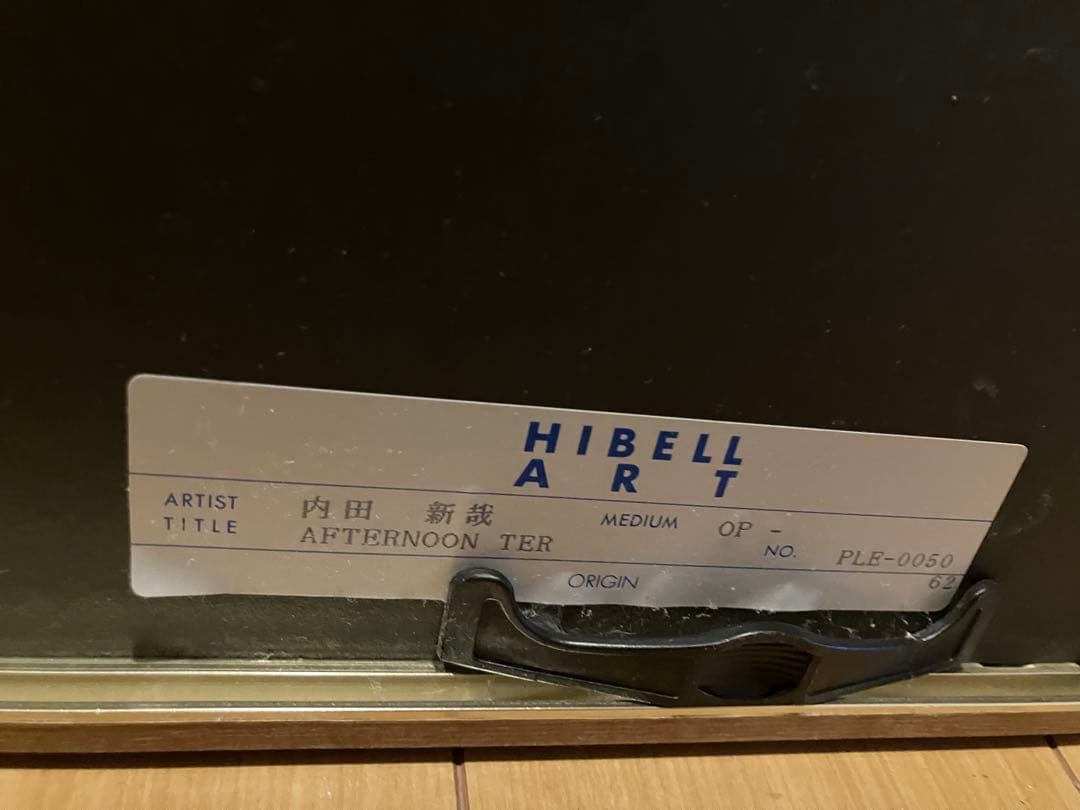 HIBELL
ART
ARTIST 内田 新哉 MEDIUM OP -
TITLE AFTERNOON TER NO. PLE-0050
ORIGIN 62